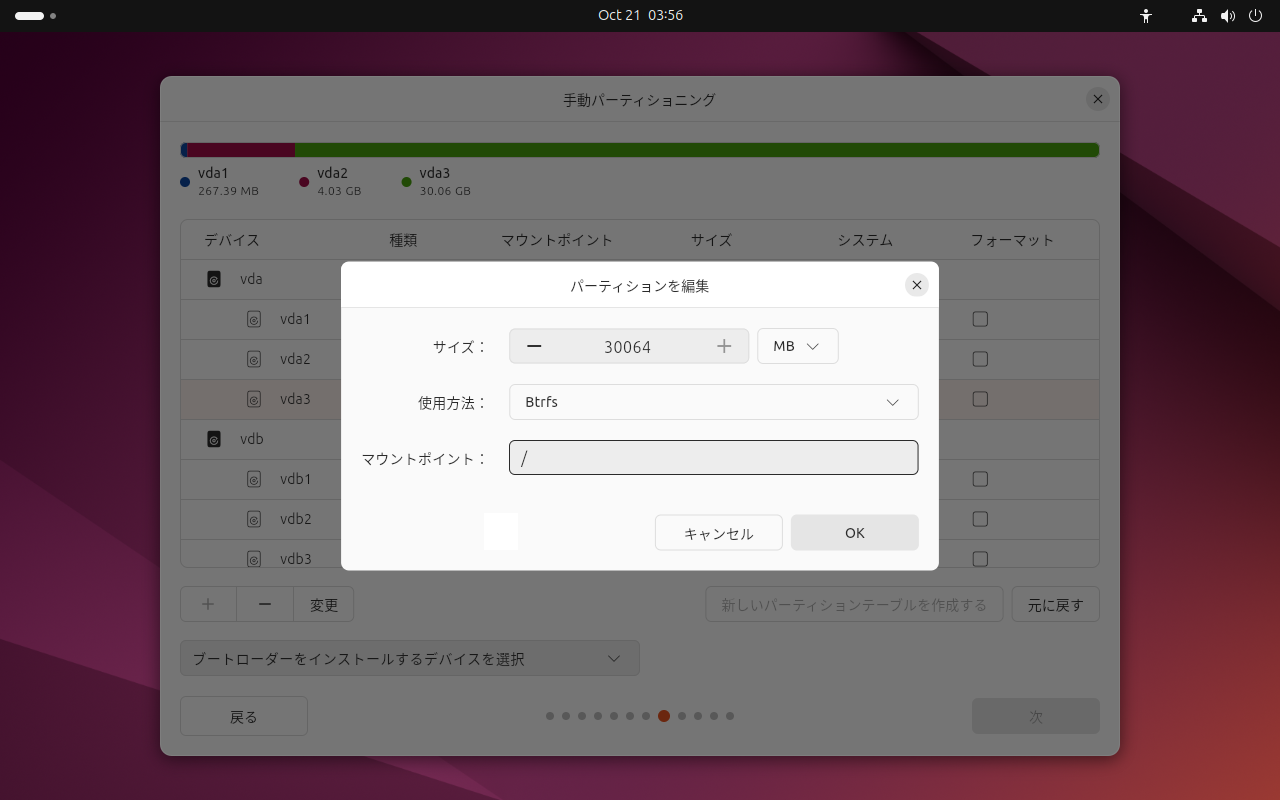 Oct 21 03:56
手動パーティショニング
vda1
267.39 MB
vda2
4.03 GB
vda3
30.06 GB
デバイス 種類 マウントポイント サイズ システム フォーマット
vda
vda1
vda2
vda3
vdb
vdb1
vdb2
vdb3
パーティションを編集
サイズ： 30064 MB
使用方法： Btrfs
マウントポイント： /
キャンセル OK
変更 新しいパーティションテーブルを作成する 元に戻す
ブートローダーをインストールするデバイスを選択
戻る 次